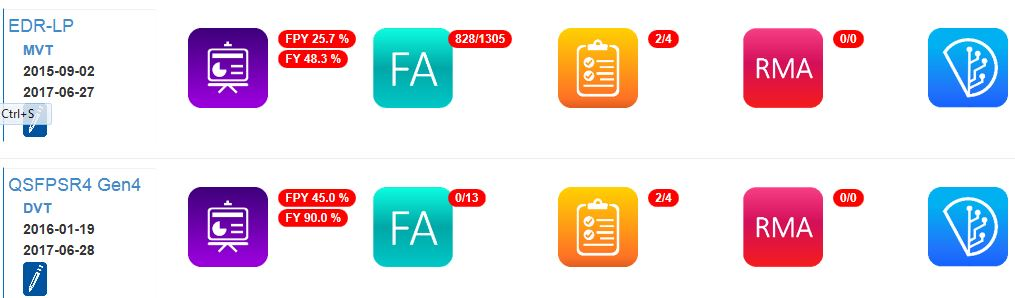 EDR-LP
MVT
2015-09-02
2017-06-27
Ctrl+S
FPY 25.7 %
FY 48.3 %
FA
828/1305
2/4
RMA
0/0
QSFPSR4 Gen4
DVT
2016-01-19
2017-06-28
FPY 45.0 %
FY 90.0 %
FA
0/13
2/4
RMA
0/0